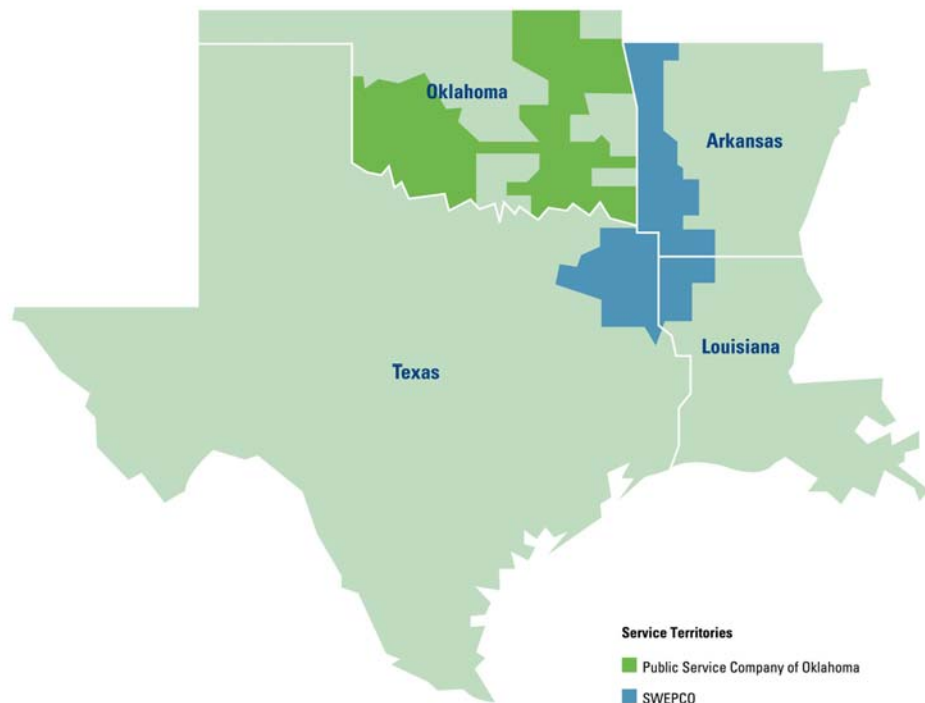 Oklahoma
Arkansas
Louisiana
Texas
Service Territories
Public Service Company of Oklahoma
SWEPCO